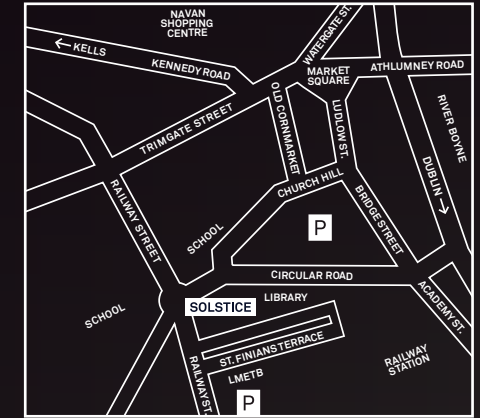 NAVAN
SHOPPING
CENTRE
WATERGATE ST.
← KELLS
KENNEDY ROAD
MARKET
SQUARE
ATHLUMNEY ROAD
TRIMGATE STREET
OLD CORNMARKET
LUDLOW ST.
RIVER BOYNE
DUBLIN →
CHURCH HILL
RAILWAY STREET
BRIDGE STREET
SCHOOL
P
CIRCULAR ROAD
SOLSTICE
LIBRARY
ACADEMY ST.
SCHOOL
ST. FINIANS TERRACE
RAILWAY
STATION
RAILWAY ST.
LMETB
P